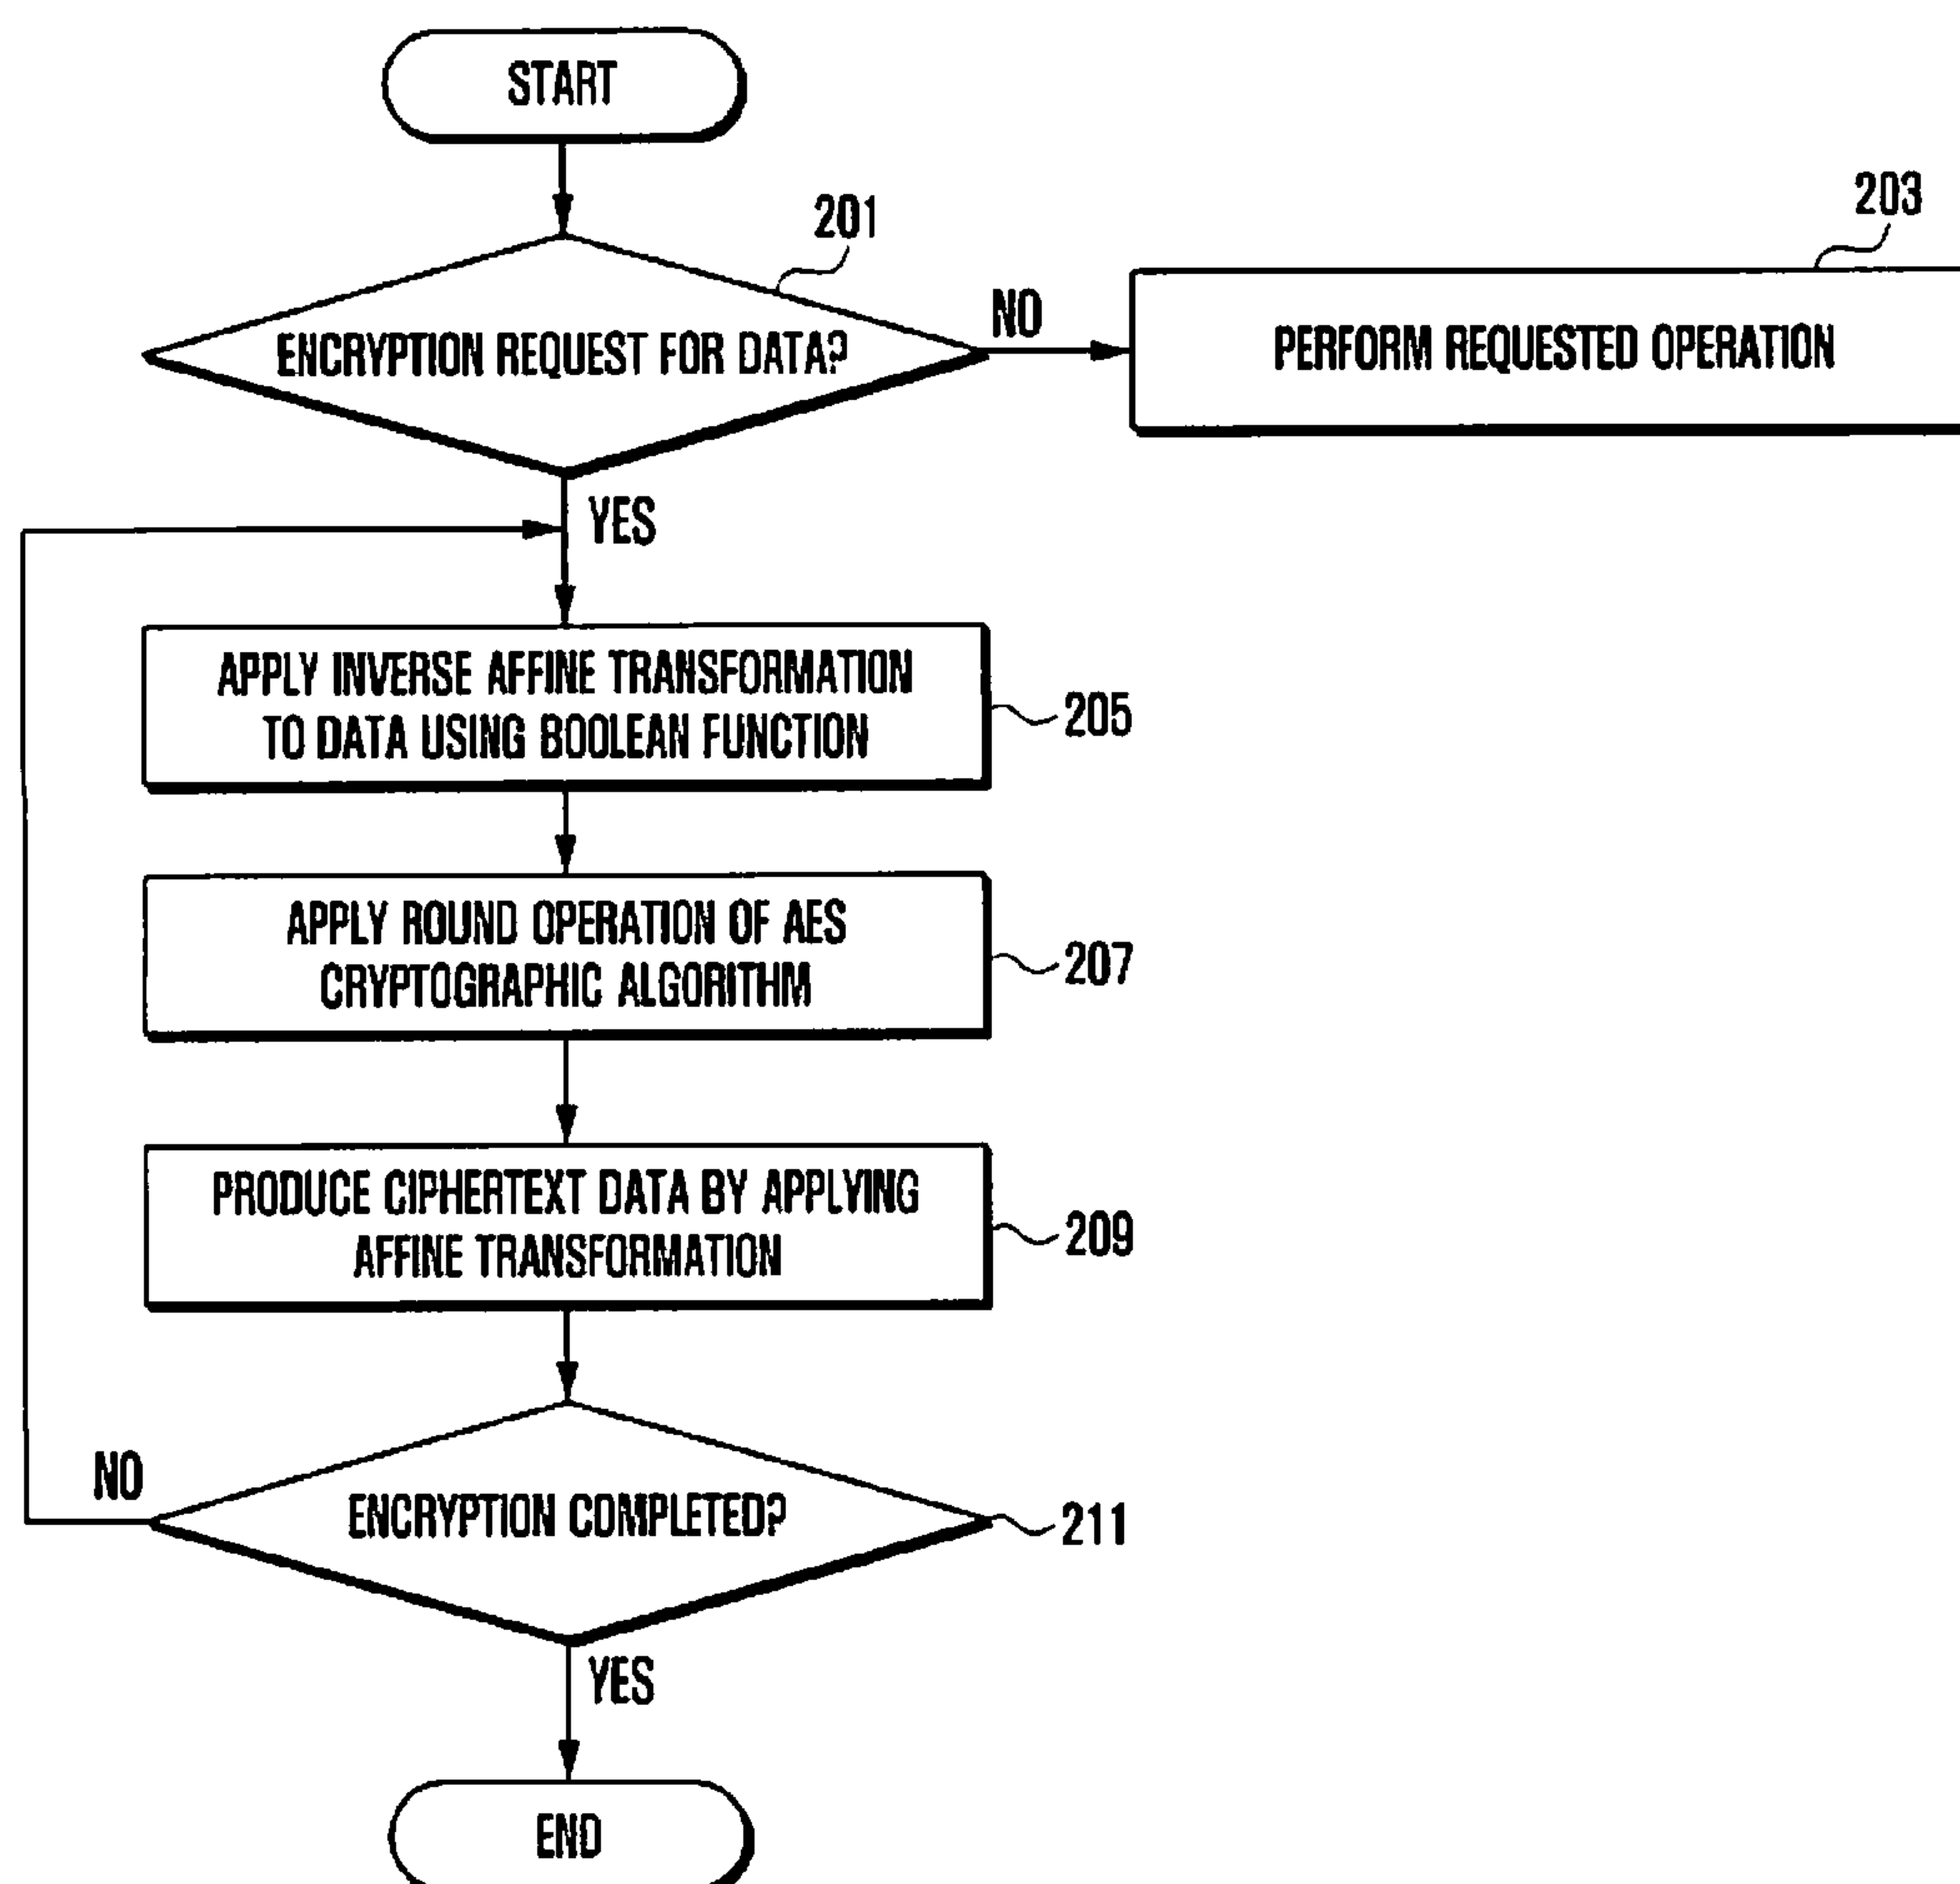 START
201
203
ENCRYPTION REQUEST FOR DATA?
NO
PERFORM REQUESTED OPERATION
YES
APPLY INVERSE AFFINE TRANSFORMATION
TO DATA USING BOOLEAN FUNCTION
205
APPLY ROUND OPERATION OF AES
CRYPTOGRAPHIC ALGORITHM
207
PRODUCE CIPHERTEXT DATA BY APPLYING
AFFINE TRANSFORMATION
209
NO
ENCRYPTION COMPLETED?
211
YES
END